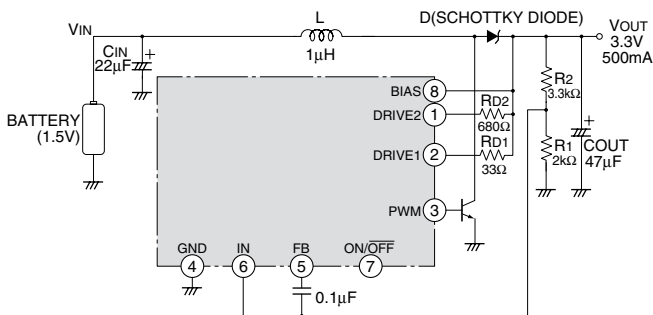 D(SCHOTTKY DIODE)
VIN
L
VOUT
3.3V
500mA
CIN
22µF
+
1µH
R2
3.3kΩ
BIAS
8
RD2
BATTERY
(1.5V)
DRIVE2
1
680Ω
+
RD1
R1
2kΩ
COUT
47µF
DRIVE1
2
33Ω
PWM
3
GND
IN
FB
ON/OFF
4
6
5
7
0.1µF